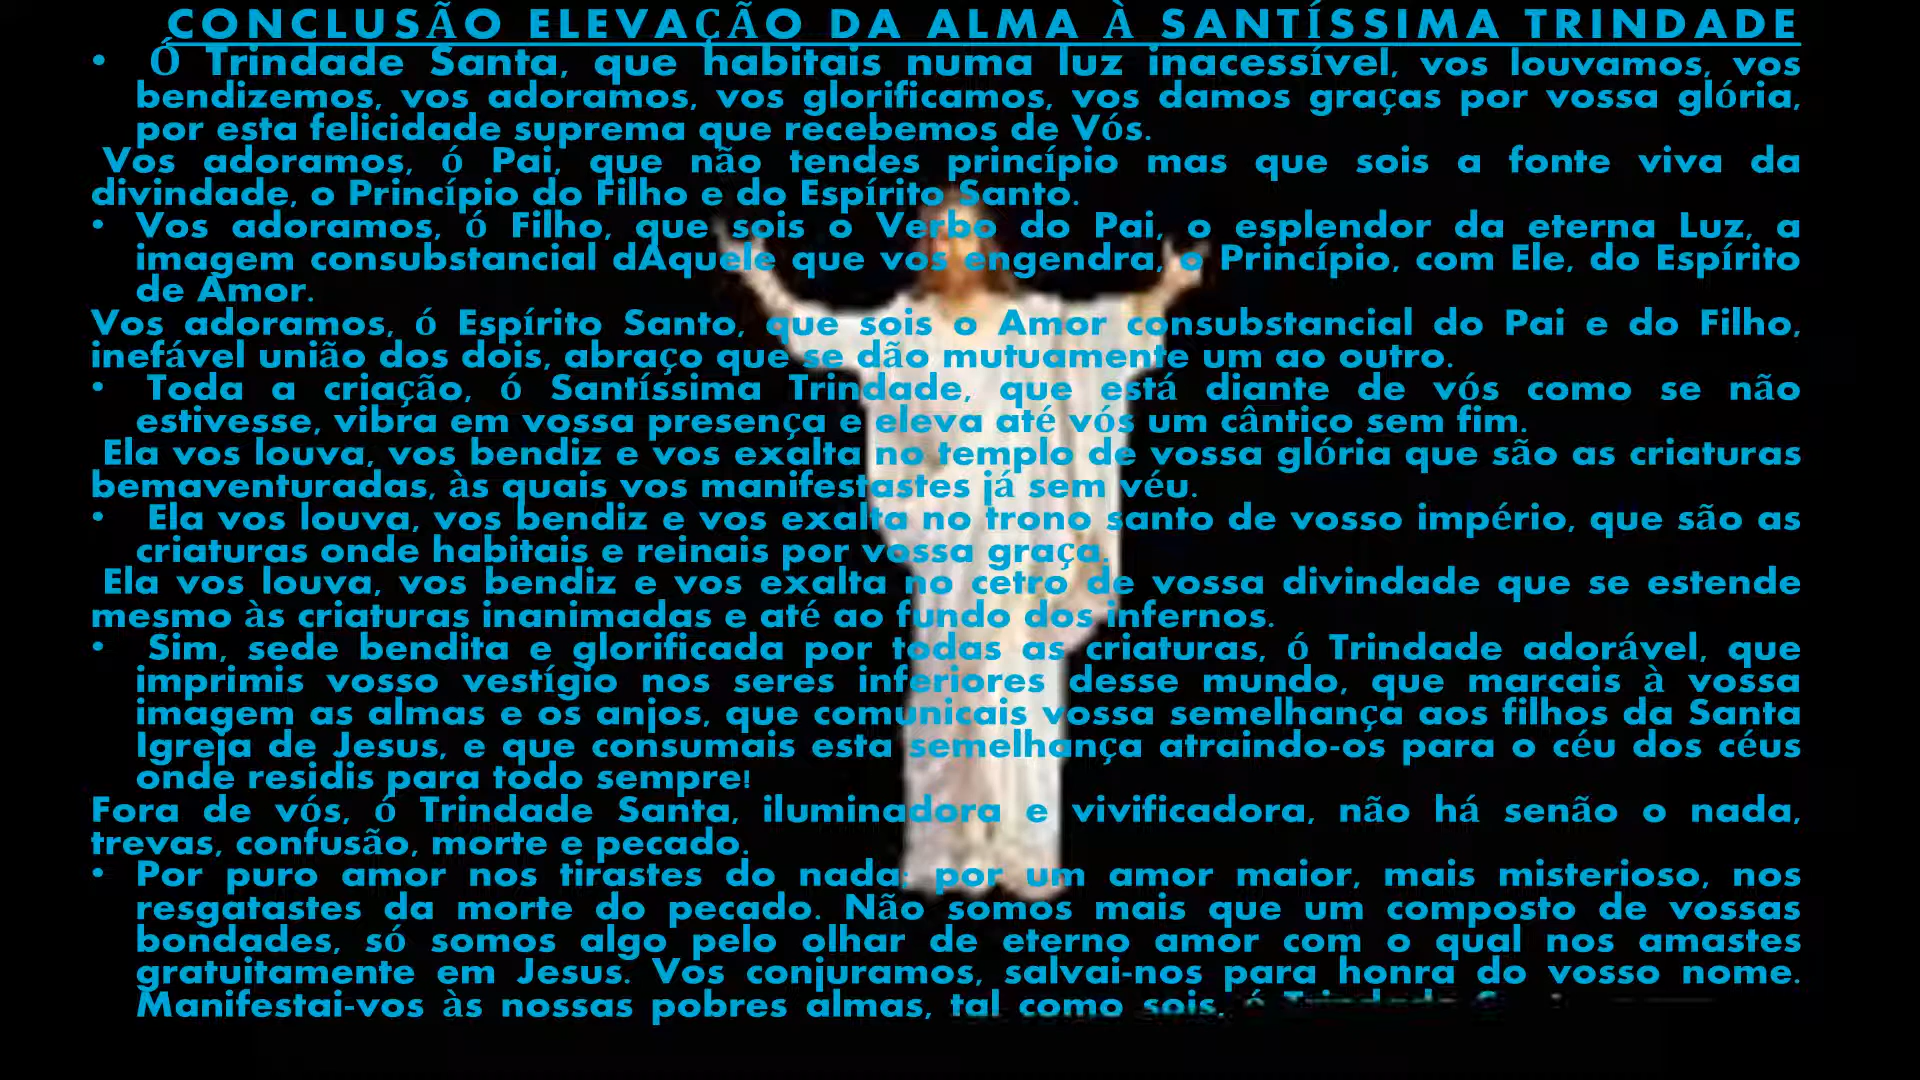 CONCLUSÃO ELEVAÇÃO DA ALMA À SANTÍSSIMA TRINDADE
• Ó Trindade Santa, que habitais numa luz inacessível, vos louvamos, vos
bendizemos, vos adoramos, vos glorificamos, vos damos graças por vossa glória,
por esta felicidade suprema que recebemos de Vós.
Vos adoramos, ó Pai, que não tendes princípio mas que sois a fonte viva da
divindade, o Princípio do Filho e do Espírito Santo.
• Vos adoramos, ó Filho, que sois o Verbo do Pai, o esplendor da eterna Luz, a
imagem consubstancial dAquele que vos engendra, o Princípio, com Ele, do Espírito
de Amor.
Vos adoramos, ó Espírito Santo, que sois o Amor consubstancial do Pai e do Filho,
inefável união dos dois, abraço que se dão mutuamente um ao outro.
• Toda a criação, ó Santíssima Trindade, que está diante de vós como se não
estivesse, vibra em vossa presença e eleva até vós um cântico sem fim.
Ela vos louva, vos bendiz e vos exalta no templo de vossa glória que são as criaturas
bemaventuradas, às quais vos manifestastes já sem véu.
• Ela vos louva, vos bendiz e vos exalta no trono santo de vosso império, que são as
criaturas onde habitais e reinais por vossa graça.
Ela vos louva, vos bendiz e vos exalta no cetro de vossa divindade que se estende
mesmo às criaturas inanimadas e até ao fundo dos infernos.
• Sim, sede bendita e glorificada por todas as criaturas, ó Trindade adorável, que
imprimis vosso vestígio nos seres inferiores desse mundo, que marcais à vossa
imagem as almas e os anjos, que comunicais vossa semelhança aos filhos da Santa
Igreja de Jesus, e que consumais esta semelhança atraindo-os para o céu dos céus
onde residis para todo sempre!
Fora de vós, ó Trindade Santa, iluminadora e vivificadora, não há senão o nada,
trevas, confusão, morte e pecado.
• Por puro amor nos tirastes do nada; por um amor maior, mais misterioso, nos
resgatastes da morte do pecado. Não somos mais que um composto de vossas
bondades, só somos algo pelo olhar de eterno amor com o qual nos amastes
gratuitamente em Jesus. Vos conjuramos, salvai-nos para honra do vosso nome.
Manifestai-vos às nossas pobres almas, tal como sois, ó Trindade